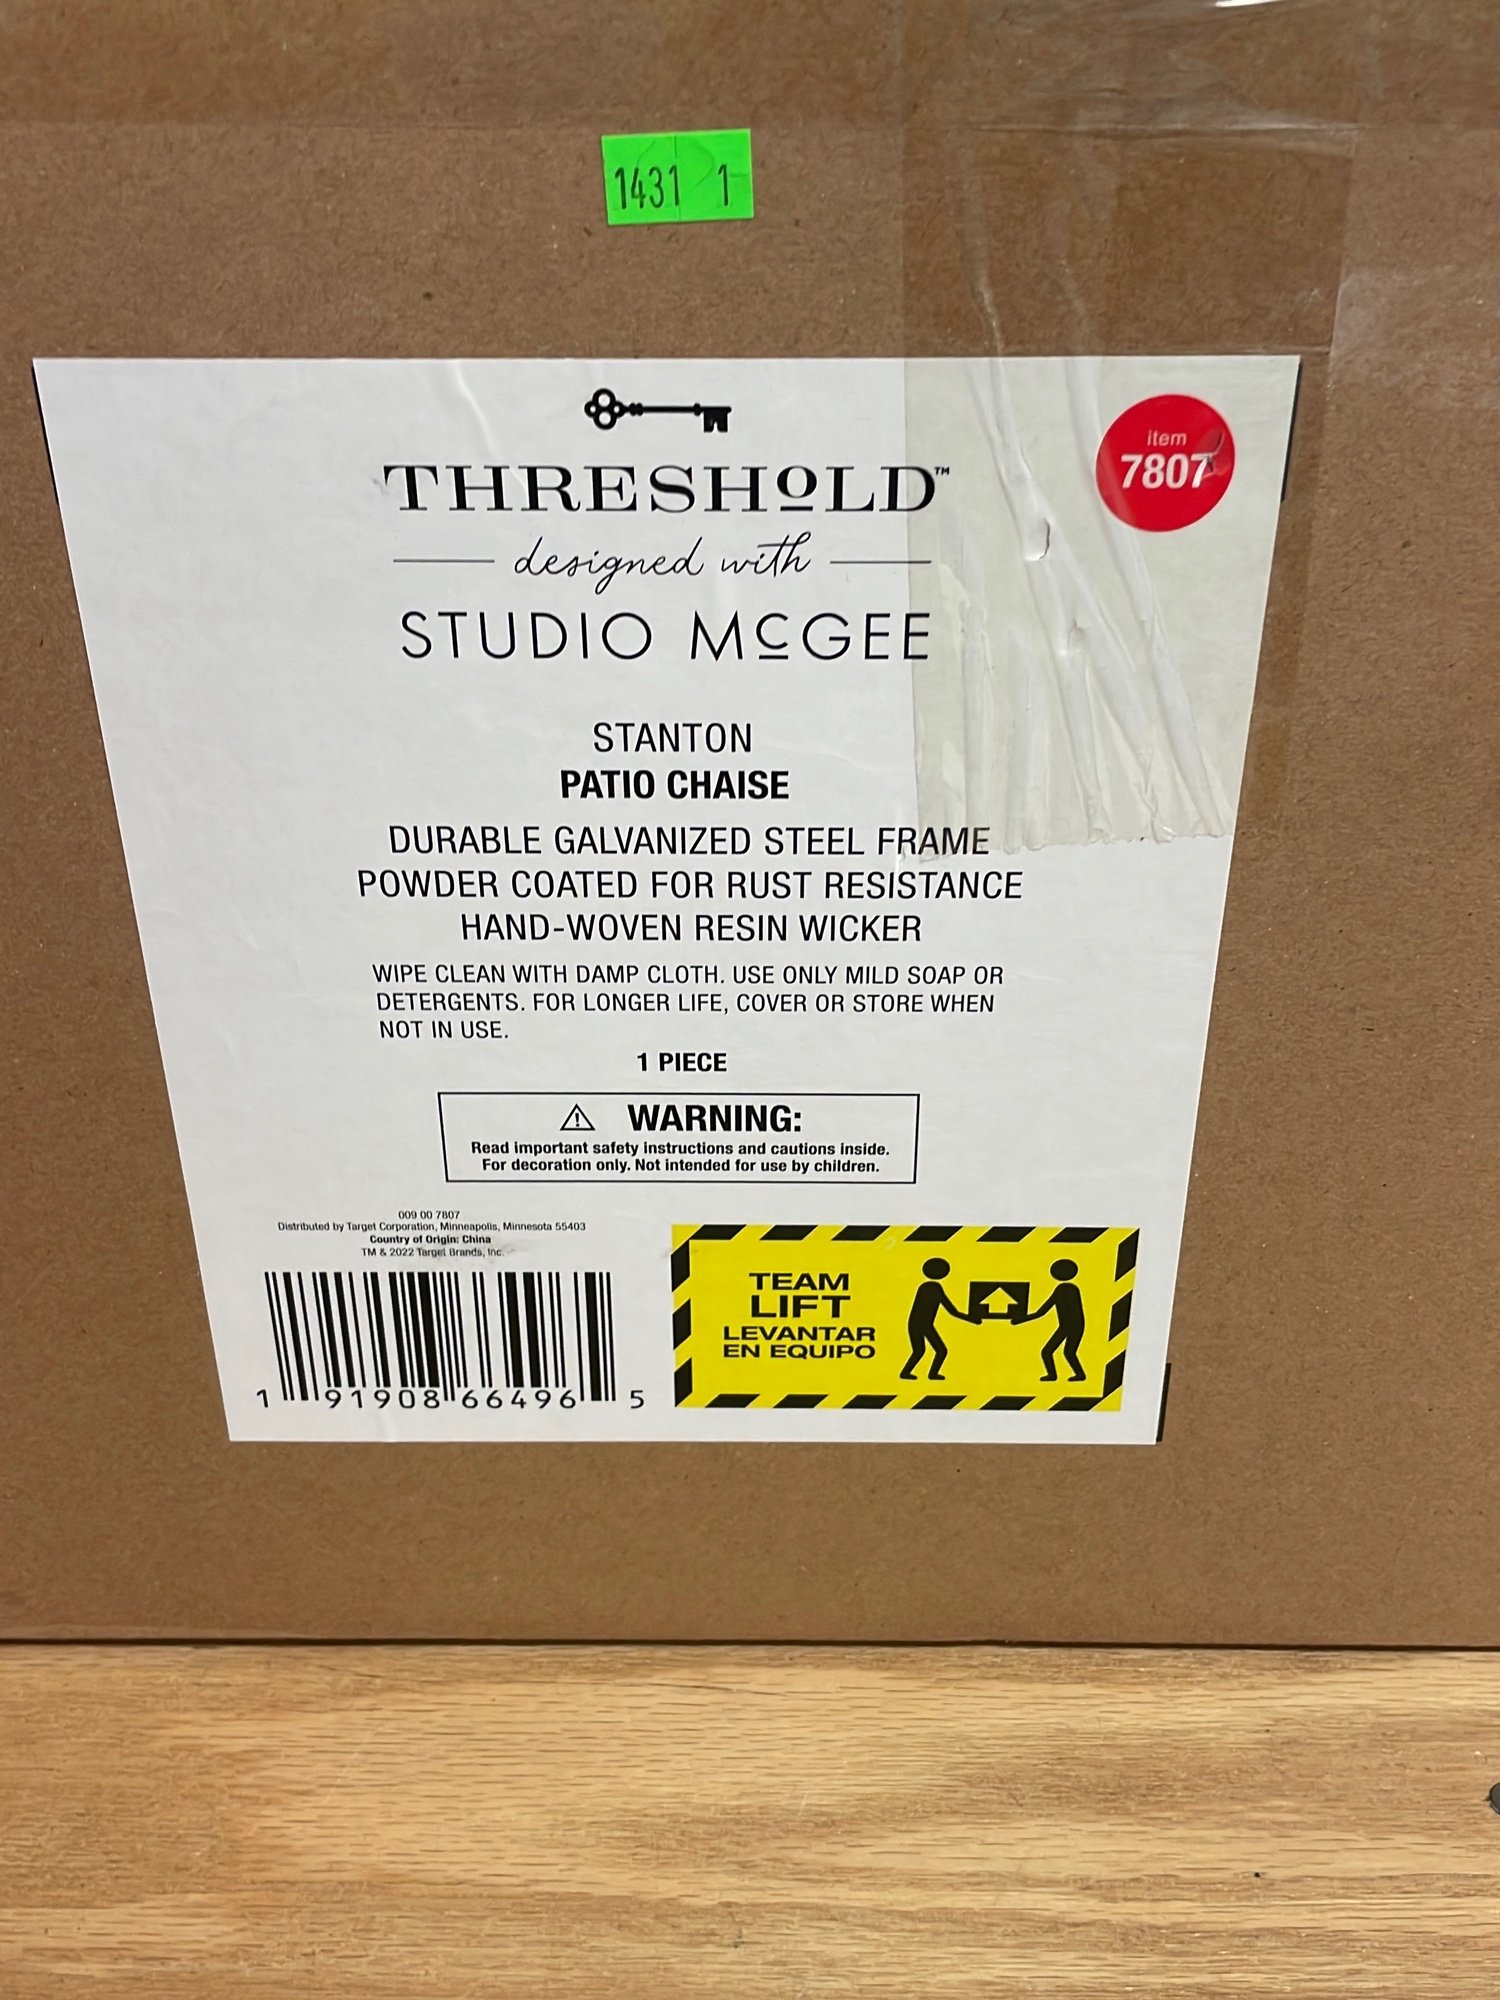 1431 1
item
7807
THRESHOLD™
designed with
STUDIO McGEE
STANTON
PATIO CHAISE
DURABLE GALVANIZED STEEL FRAME
POWDER COATED FOR RUST RESISTANCE
HAND-WOVEN RESIN WICKER
WIPE CLEAN WITH DAMP CLOTH. USE ONLY MILD SOAP OR
DETERGENTS. FOR LONGER LIFE, COVER OR STORE WHEN
NOT IN USE.
1 PIECE
⚠ WARNING:
Read important safety instructions and cautions inside.
For decoration only. Not intended for use by children.
009 00 7807
Distributed by Target Corporation, Minneapolis, Minnesota 55403
Country of Origin: China
TM & 2022 Target Brands, Inc.
1 91908 66496 5
TEAM
LIFT
LEVANTAR
EN EQUIPO